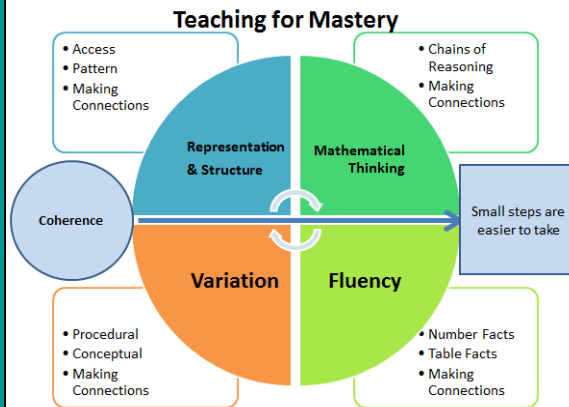 Teaching for Mastery
• Access
• Pattern
• Making
Connections
• Chains of
Reasoning
• Making
Connections
Representation
& Structure
Mathematical
Thinking
Coherence
Small steps are
easier to take
Variation
Fluency
• Procedural
• Conceptual
• Making
Connections
• Number Facts
• Table Facts
• Making
Connections